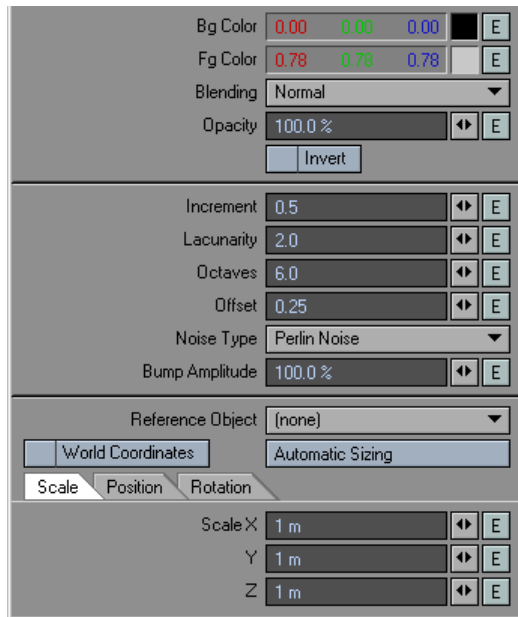 Bg Color 0.00 0.00 0.00 E
Fg Color 0.78 0.78 0.78 E
Blending Normal
Opacity 100.0 % E
Invert
Increment 0.5 E
Lacunarity 2.0 E
Octaves 6.0 E
Offset 0.25 E
Noise Type Perlin Noise
Bump Amplitude 100.0 % E
Reference Object (none)
World Coordinates Automatic Sizing
Scale Position Rotation
Scale X 1 m E
Y 1 m E
Z 1 m E